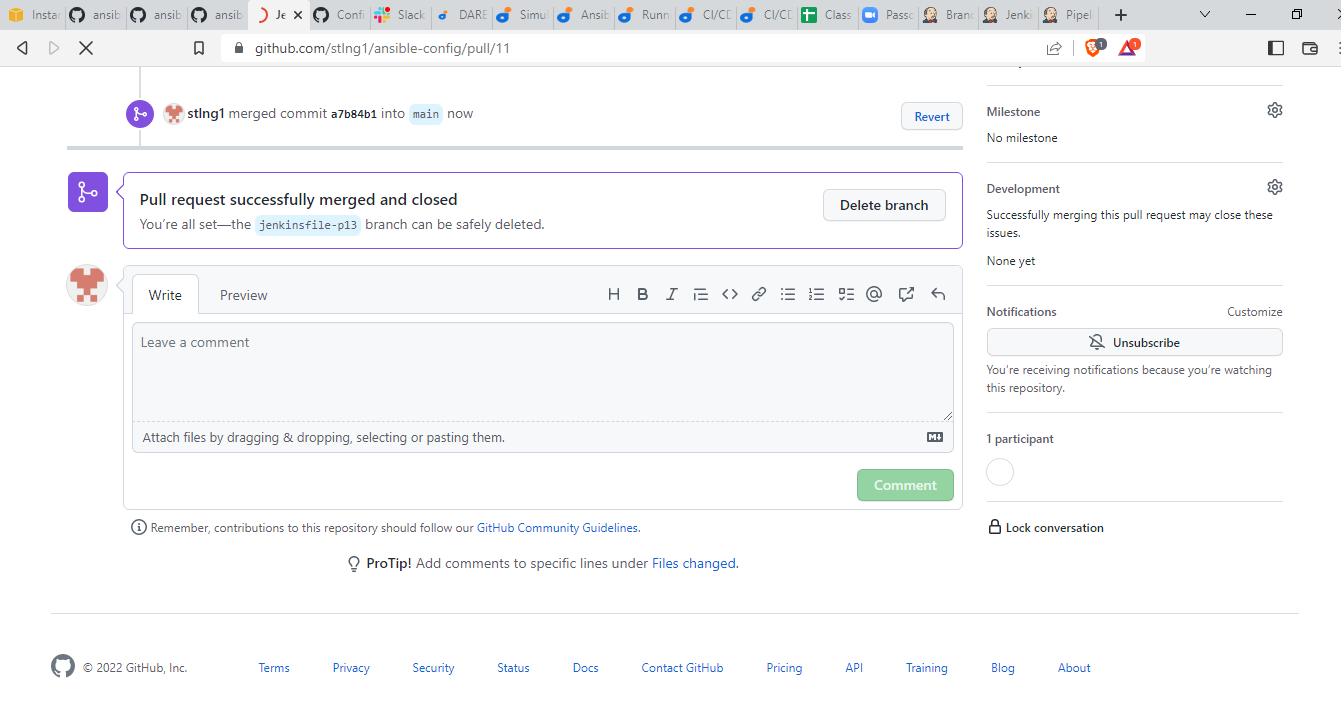 Insta
ansib
ansib
ansib
Je
Confi
Slack
DARE
Simu
Ansib
Runn
CI/CD
CI/CD
Class
Passc
Branc
Jenki
Pipel
github.com/stlng1/ansible-config/pull/11
1
1
stlng1 merged commit a7b84b1 into main now
Revert
Pull request successfully merged and closed
You're all set—the jenkinsfile-p13 branch can be safely deleted.
Delete branch
Write
Preview
Leave a comment
Attach files by dragging & dropping, selecting or pasting them.
Comment
Remember, contributions to this repository should follow our GitHub Community Guidelines.
ProTip! Add comments to specific lines under Files changed.
Milestone
No milestone
Development
Successfully merging this pull request may close these
issues.
None yet
Notifications
Customize
Unsubscribe
You're receiving notifications because you're watching
this repository.
1 participant
Lock conversation
© 2022 GitHub, Inc.
Terms
Privacy
Security
Status
Docs
Contact GitHub
Pricing
API
Training
Blog
About